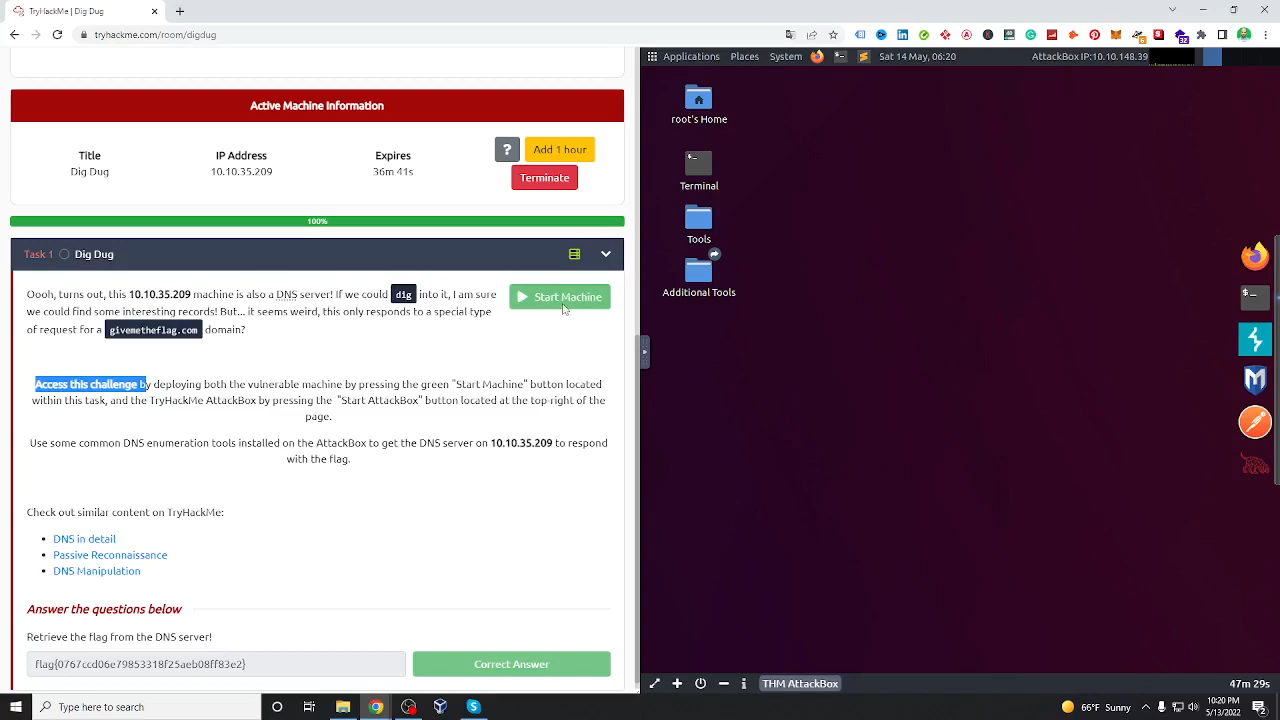 TryHackMe | Dig Dug
tryhackme.com/room/digdug
Applications Places System Sat 14 May, 06:20 AttackBox IP:10.10.148.39
Active Machine Information
Title IP Address Expires
Dig Dug 10.10.35.209 36m 41s
? Add 1 hour
Terminate
100%
Task 1 Dig Dug
Start Machine
Oooh, turns out, this 10.10.35.209 machine is also a DNS server! If we could dig into it, I am sure
we could find some interesting records! But... it seems weird, this only responds to a special type
of request for a givemetheflag.com domain?
Access this challenge by deploying both the vulnerable machine by pressing the green "Start Machine" button located
within this task, and the TryHackMe AttackBox by pressing the "Start AttackBox" button located at the top-right of the
page.
Use some common DNS enumeration tools installed on the AttackBox to get the DNS server on 10.10.35.209 to respond
with the flag.
Check out similar content on TryHackMe:
DNS in detail
Passive Reconnaissance
DNS Manipulation
Answer the questions below
Retrieve the flag from the DNS server!
flag{0767ccd06e79853318f25aeb08ff83e2}
Correct Answer
root's Home
Terminal
Tools
Additional Tools
THM AttackBox
47m 29s
Type here to search
66°F Sunny
10:20 PM
5/13/2022